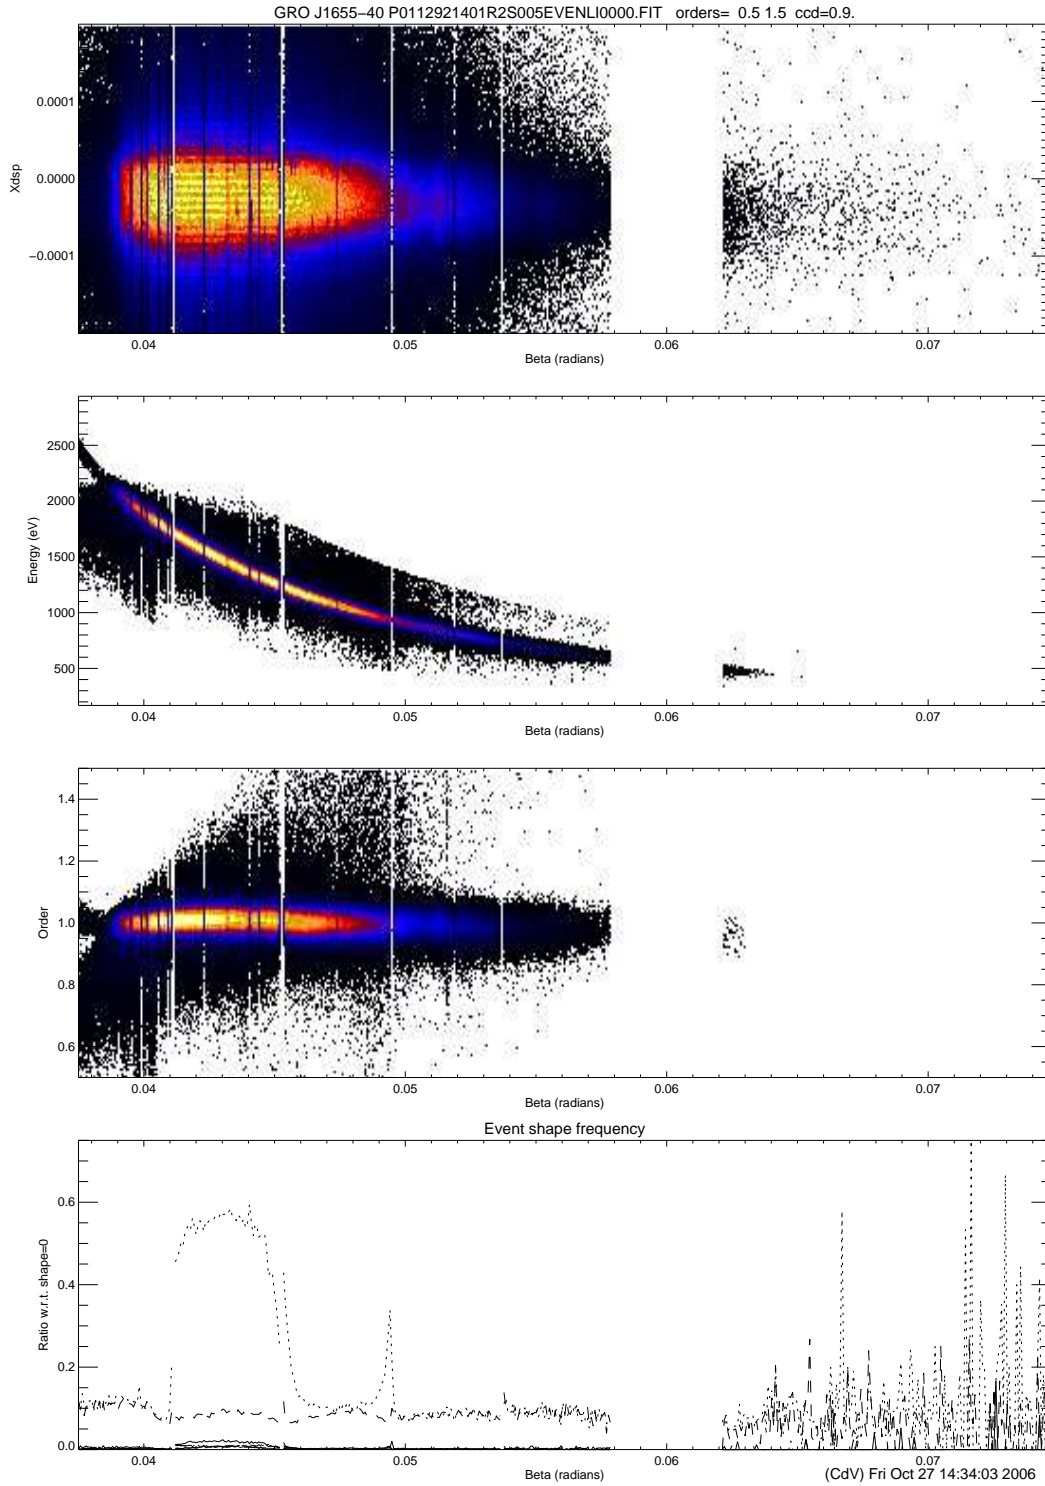 GRO J1655−40 P0112921401R2S005EVENLI0000.FIT orders= 0.5 1.5 ccd=0.9.
0.0001
0.0000
−0.0001
Xdsp
0.04 0.05 0.06 0.07
Beta (radians)
2500
2000
1500
1000
500
Energy (eV)
0.04 0.05 0.06 0.07
Beta (radians)
1.4
1.2
1.0
0.8
0.6
Order
0.04 0.05 0.06 0.07
Beta (radians)
Event shape frequency
0.6
0.4
0.2
0.0
Ratio w.r.t. shape=0
0.04 0.05 0.06 0.07
Beta (radians)
(CdV) Fri Oct 27 14:34:03 2006